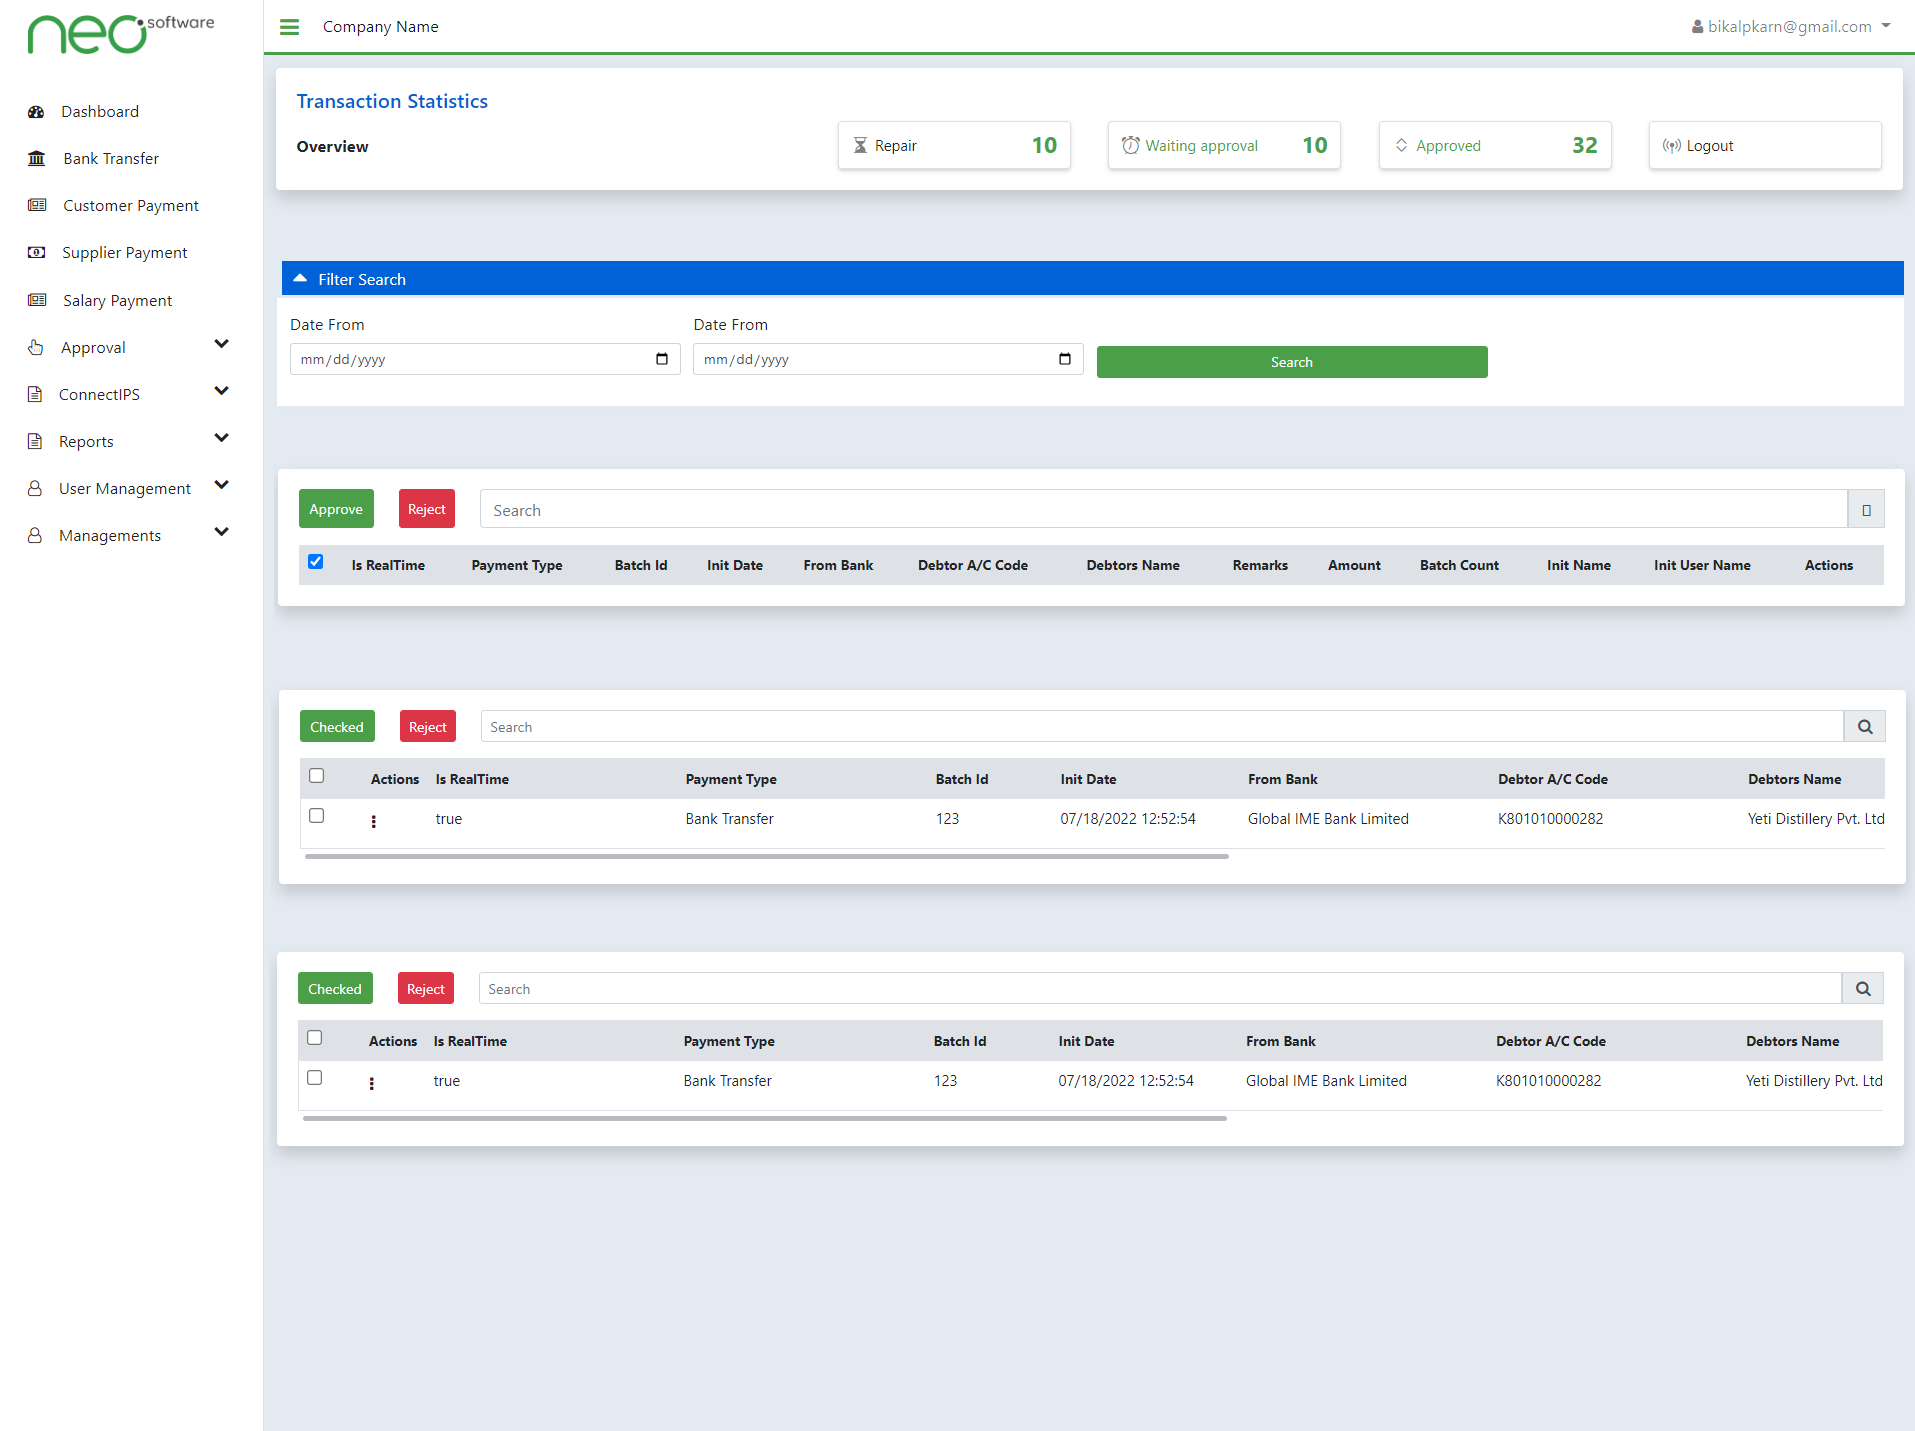 neo software
Company Name
bikalpkarn@gmail.com
Dashboard
Bank Transfer
Customer Payment
Supplier Payment
Salary Payment
Approval
ConnectIPS
Reports
User Management
Managements
Transaction Statistics
Overview
Repair 10
Waiting approval 10
Approved 32
Logout
Filter Search
Date From Date From
mm/dd/yyyy mm/dd/yyyy Search
Approve Reject Search
Is RealTime Payment Type Batch Id Init Date From Bank Debtor A/C Code Debtors Name Remarks Amount Batch Count Init Name Init User Name Actions
Checked Reject Search
Actions Is RealTime Payment Type Batch Id Init Date From Bank Debtor A/C Code Debtors Name
true Bank Transfer 123 07/18/2022 12:52:54 Global IME Bank Limited K801010000282 Yeti Distillery Pvt. Ltd
Checked Reject Search
Actions Is RealTime Payment Type Batch Id Init Date From Bank Debtor A/C Code Debtors Name
true Bank Transfer 123 07/18/2022 12:52:54 Global IME Bank Limited K801010000282 Yeti Distillery Pvt. Ltd